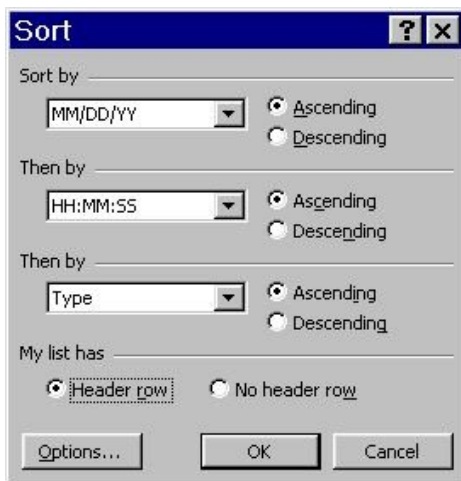 Sort
Sort by
MM/DD/YY
Ascending
Descending
Then by
HH:MM:SS
Ascending
Descending
Then by
Type
Ascending
Descending
My list has
Header row
No header row
Options...
OK
Cancel